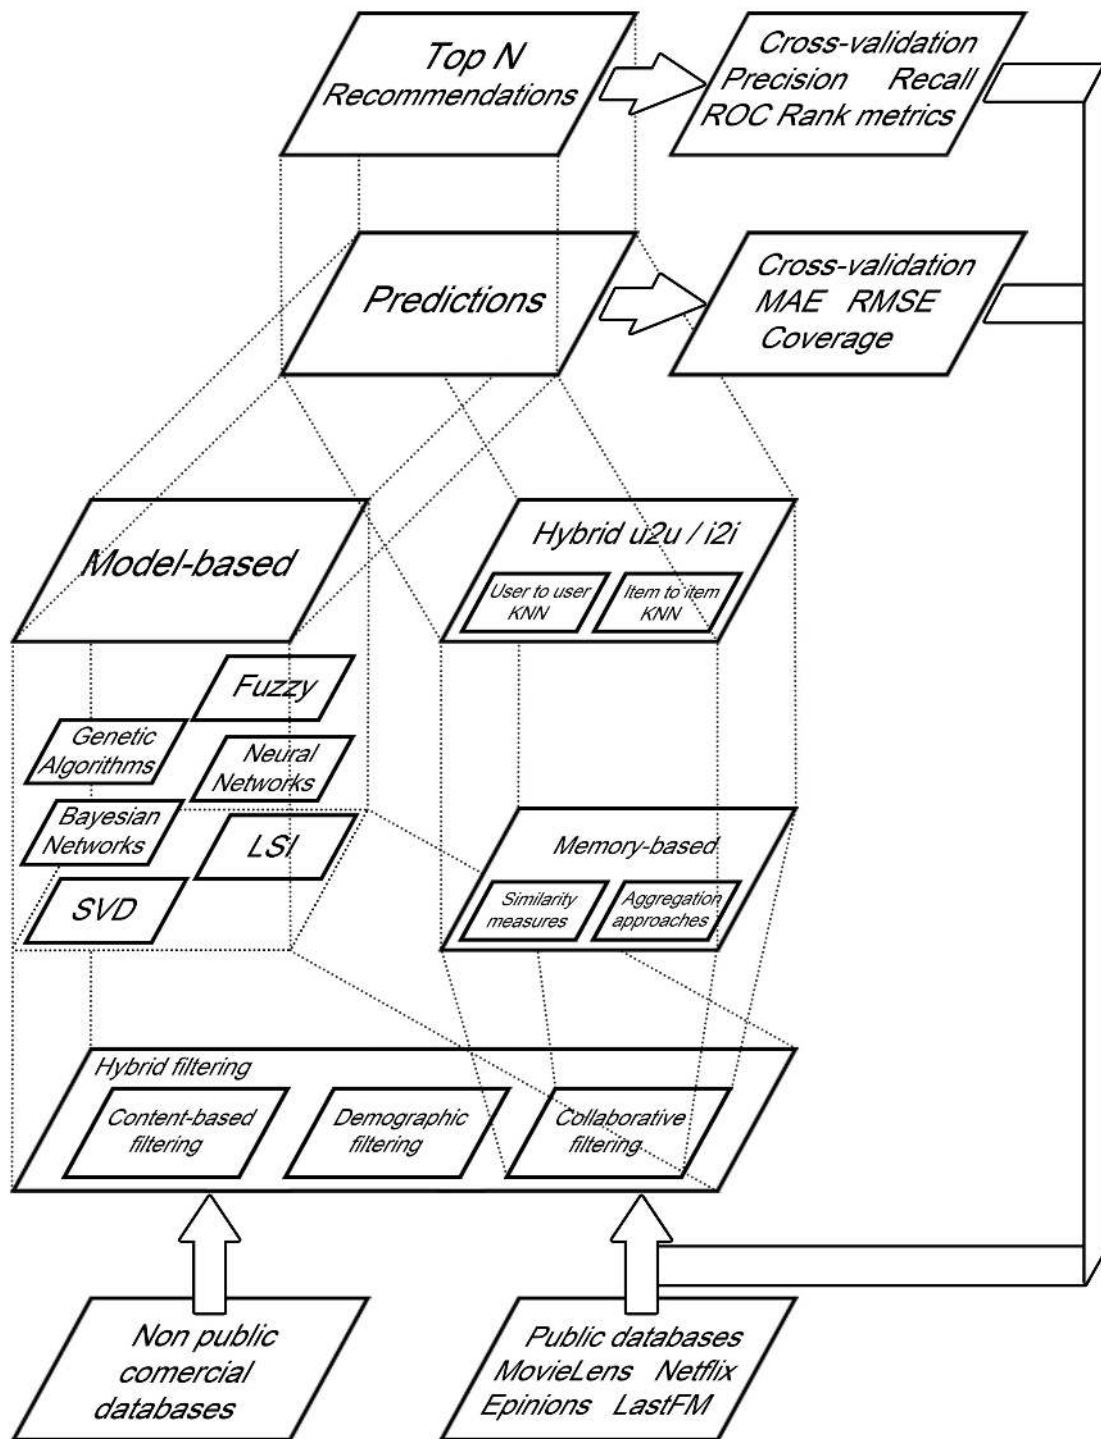 Top N
Recommendations
Cross-validation
Precision Recall
ROC Rank metrics
Predictions
Cross-validation
MAE RMSE
Coverage
Model-based
Hybrid u2u / i2i
User to user
KNN
Item to item
KNN
Fuzzy
Genetic
Algorithms
Neural
Networks
Bayesian
Networks
LSI
SVD
Memory-based
Similarity
measures
Aggregation
approaches
Hybrid filtering
Content-based
filtering
Demographic
filtering
Collaborative
filtering
Non public
comercial
databases
Public databases
MovieLens Netflix
Epinions LastFM